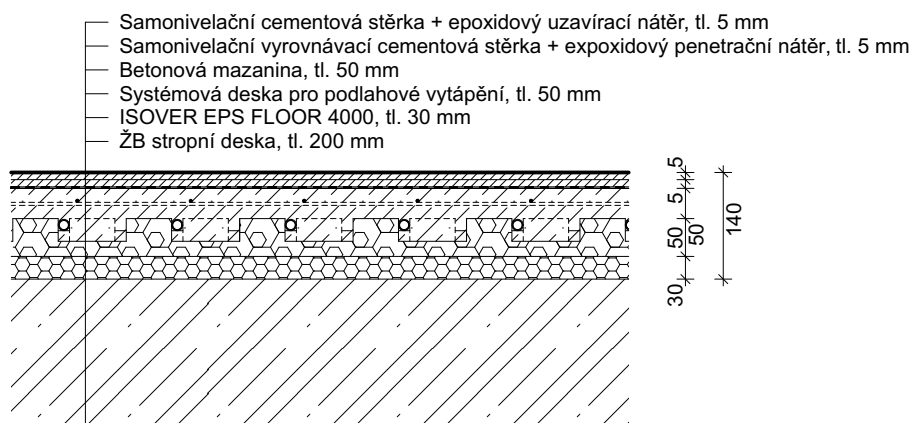 Samonivelační cementová stěrka + epoxidový uzavírací nátěr, tl. 5 mm
Samonivelační vyrovnávací cementová stěrka + expoxidový penetrační nátěr, tl. 5 mm
Betonová mazanina, tl. 50 mm
Systémová deska pro podlahové vytápění, tl. 50 mm
ISOVER EPS FLOOR 4000, tl. 30 mm
ŽB stropní deska, tl. 200 mm
5
5
50
50
30
140